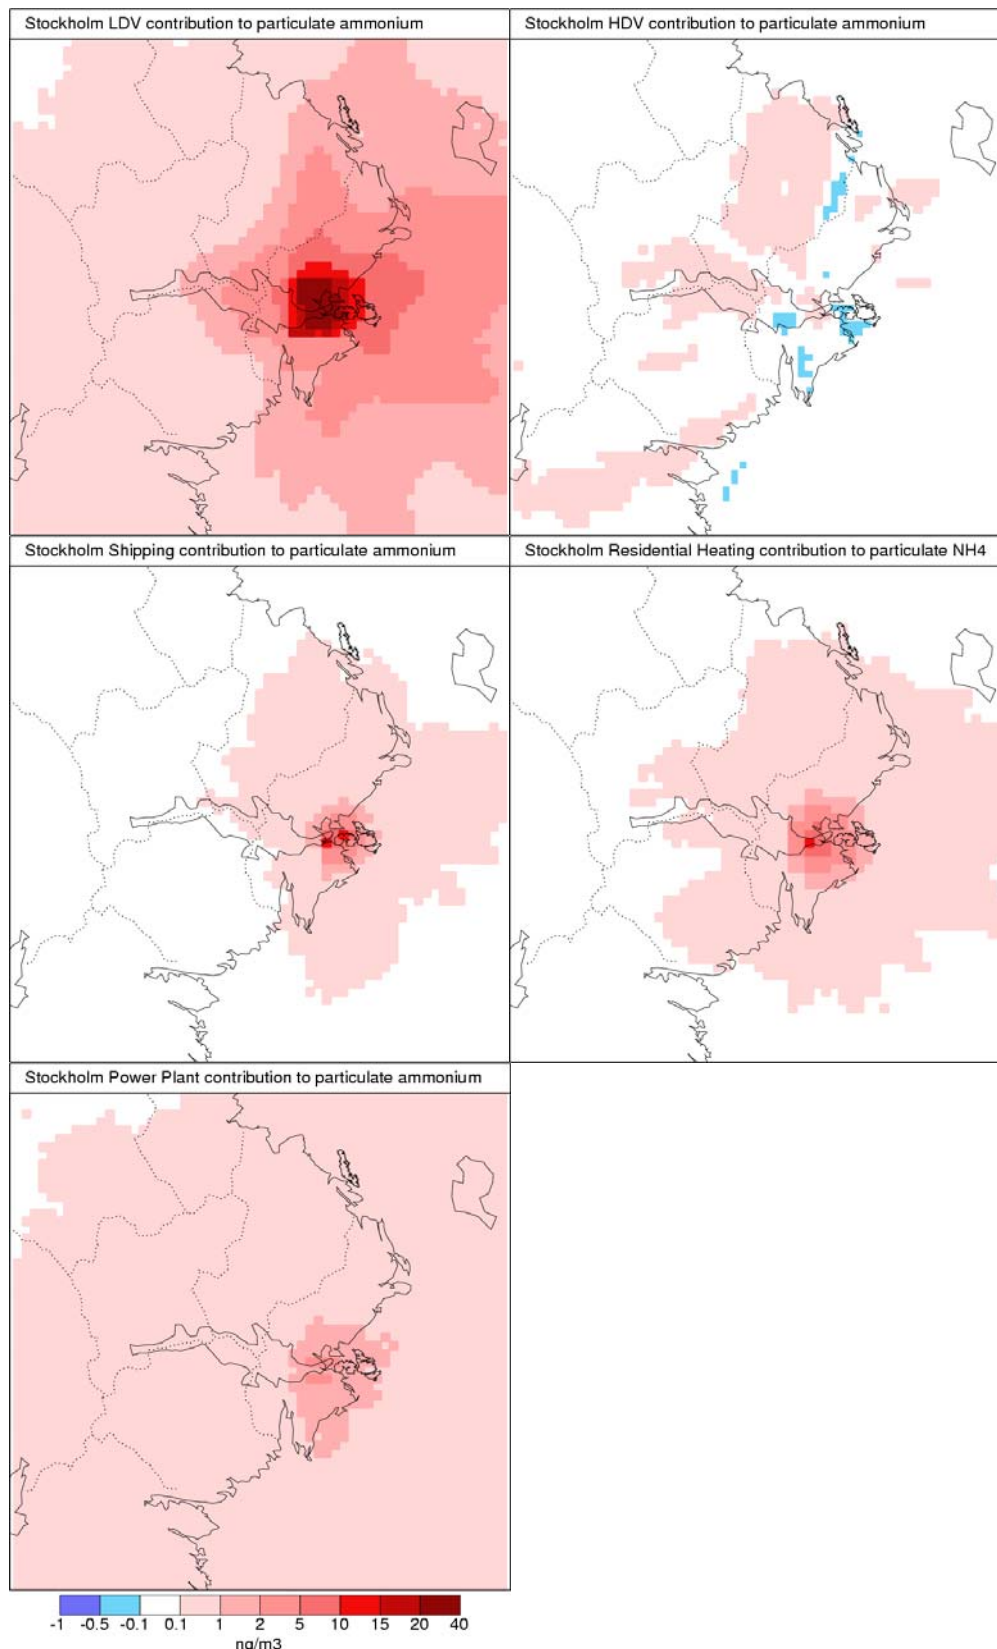 Stockholm LDV contribution to particulate ammonium
Stockholm HDV contribution to particulate ammonium
Stockholm Shipping contribution to particulate ammonium
Stockholm Residential Heating contribution to particulate NH4
Stockholm Power Plant contribution to particulate ammonium
-1 -0.5 -0.1 0.1 1 2 5 10 15 20 40
ng/m3